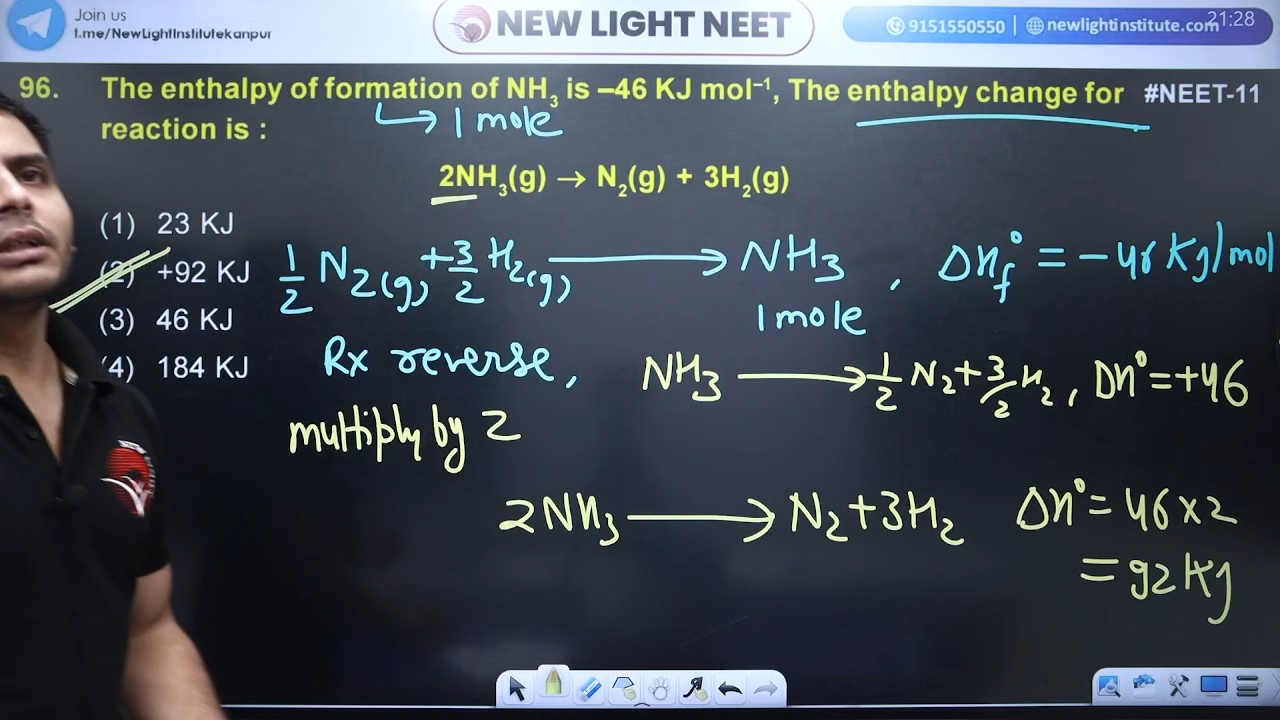 Join us
t.me/NewLightInstitutekanpur
NEW LIGHT NEET
9151550550 | newlightinstitute.com
21:28
96. The enthalpy of formation of NH₃ is –46 KJ mol⁻¹, The enthalpy change for #NEET-11
reaction is :
↳ 1 mole
2NH₃(g) → N₂(g) + 3H₂(g)
(1) 23 KJ
(2) +92 KJ
(3) 46 KJ
(4) 184 KJ
1/2 N₂(g) + 3/2 H₂(g) → NH₃ , ΔH°f = -46 KJ/mol
1 mole
Rx reverse,
NH₃ → 1/2 N₂ + 3/2 H₂ , ΔH° = +46
multiply by 2
2NH₃ → N₂ + 3H₂ ΔH° = 46 × 2
= 92 KJ